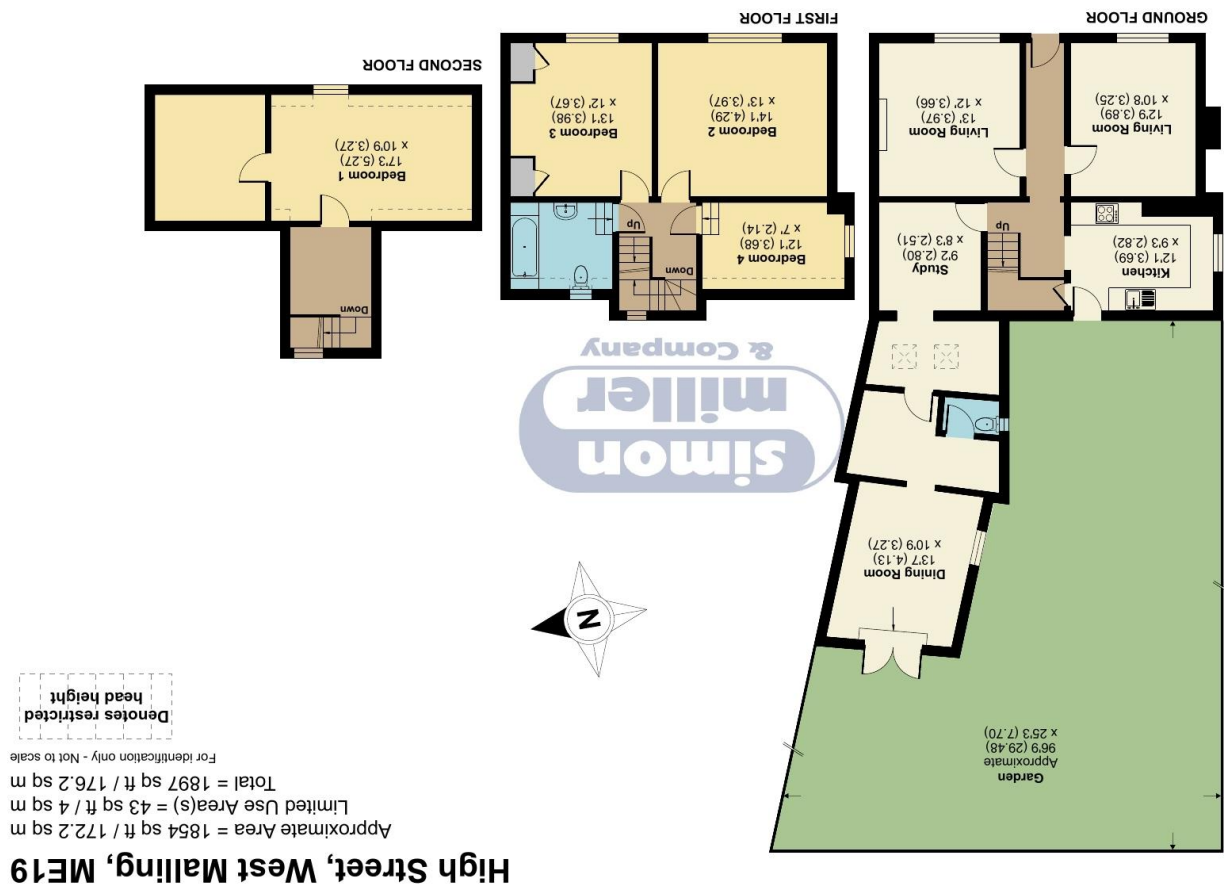 High Street, West Malling, ME19
Approximate Area = 1854 sq ft / 172.2 sq m
Limited Use Area(s) = 43 sq ft / 4 sq m
Total = 1897 sq ft / 176.2 sq m
For identification only - Not to scale
Denotes restricted
head height
Garden
Approximate
96'9 (29.48)
x 25'3 (7.70)
N
Dining Room
13'7 (4.13)
x 10'9 (3.27)
simon
miller
& Company
Kitchen
12'1 (3.69)
x 9'3 (2.82)
Up
Study
9'2 (2.80)
x 8'3 (2.51)
Living Room
12'9 (3.89)
x 10'8 (3.25)
Living Room
13' (3.97)
x 12' (3.66)
GROUND FLOOR
Bedroom 4
12'1 (3.68)
x 7' (2.14)
Down
Up
Bedroom 2
14'1 (4.29)
x 13' (3.97)
Bedroom 3
13'1 (3.98)
x 12' (3.67)
FIRST FLOOR
Down
Bedroom 1
17'3 (5.27)
x 10'9 (3.27)
SECOND FLOOR